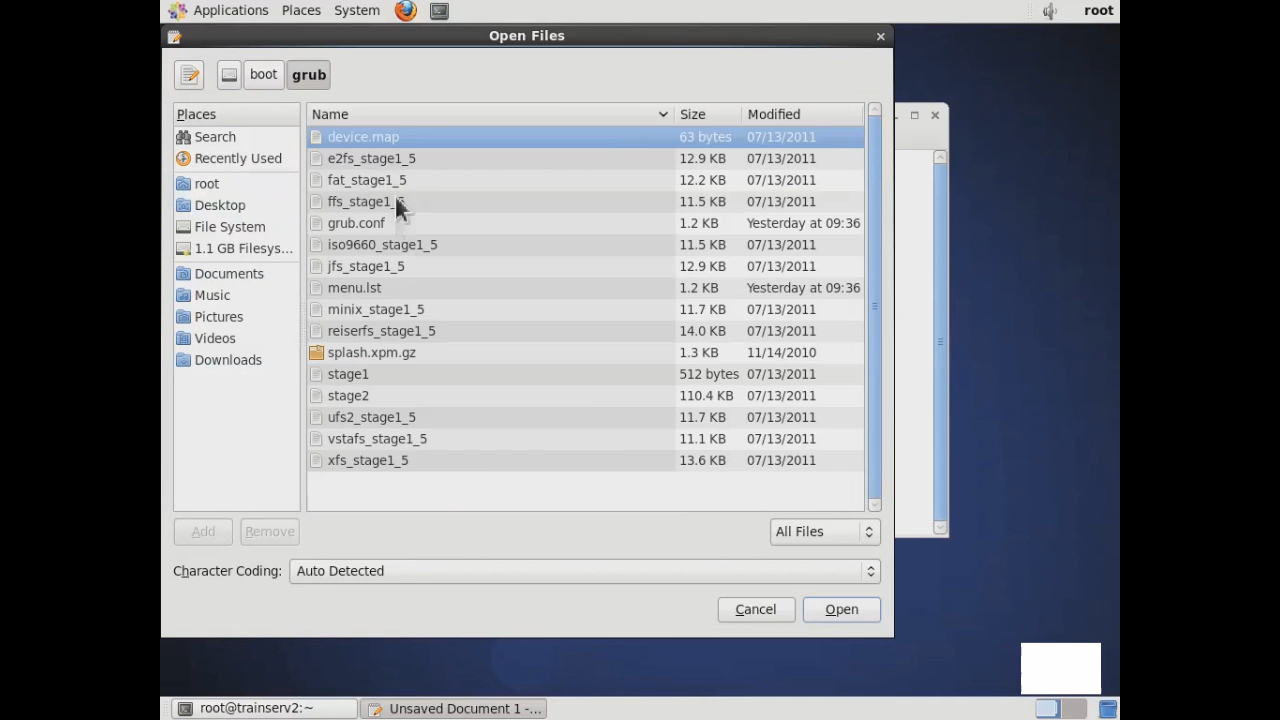 Applications Places System root
Open Files
boot grub
Places Name Size Modified
Search device.map 63 bytes 07/13/2011
Recently Used e2fs_stage1_5 12.9 KB 07/13/2011
fat_stage1_5 12.2 KB 07/13/2011
root
Desktop ffs_stage1_5 11.5 KB 07/13/2011
File System grub.conf 1.2 KB Yesterday at 09:36
1.1 GB Filesys... iso9660_stage1_5 11.5 KB 07/13/2011
Documents jfs_stage1_5 12.9 KB 07/13/2011
Music menu.lst 1.2 KB Yesterday at 09:36
Pictures minix_stage1_5 11.7 KB 07/13/2011
Videos reiserfs_stage1_5 14.0 KB 07/13/2011
Downloads splash.xpm.gz 1.3 KB 11/14/2010
stage1 512 bytes 07/13/2011
stage2 110.4 KB 07/13/2011
ufs2_stage1_5 11.7 KB 07/13/2011
vstafs_stage1_5 11.1 KB 07/13/2011
xfs_stage1_5 13.6 KB 07/13/2011
Add Remove All Files
Character Coding: Auto Detected
Cancel Open
root@trainserv2:~ Unsaved Document 1 -...